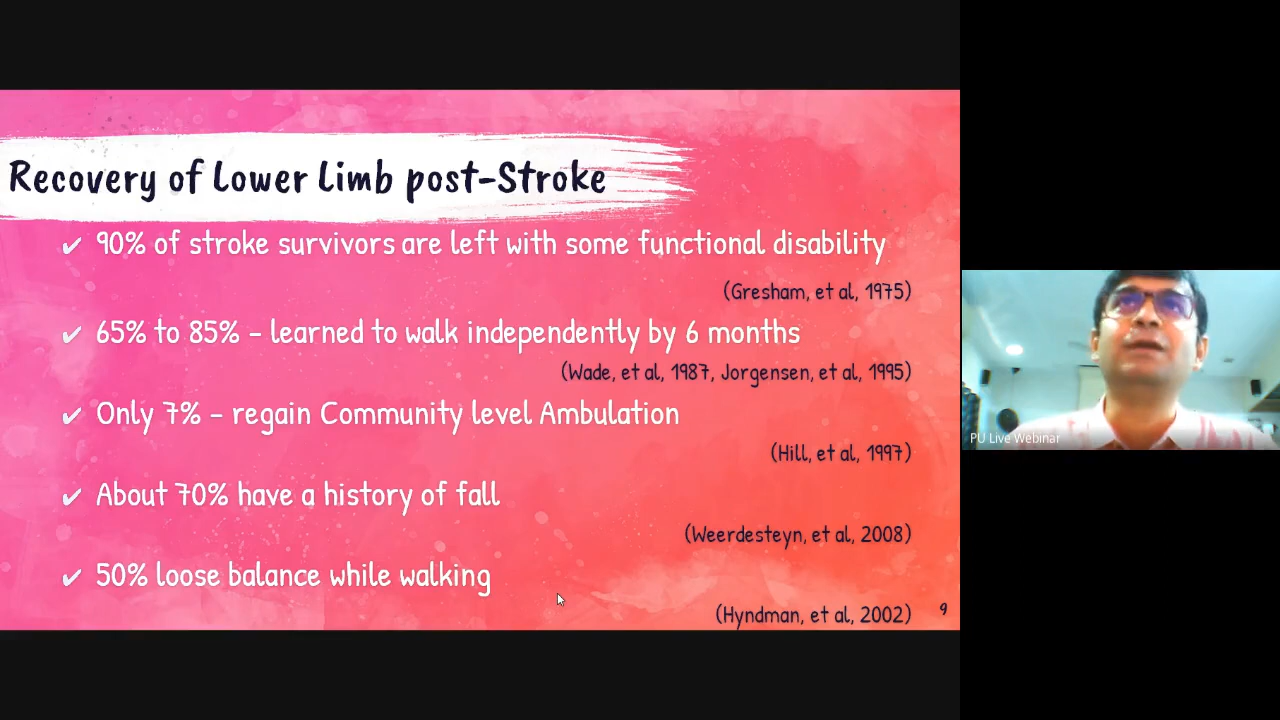 Recovery of Lower Limb post-Stroke
✔ 90% of stroke survivors are left with some functional disability
(Gresham, et al, 1975)
✔ 65% to 85% – learned to walk independently by 6 months
(Wade, et al, 1987, Jorgensen, et al, 1995)
✔ Only 7% – regain Community level Ambulation
(Hill, et al, 1997)
✔ About 70% have a history of fall
(Weerdesteyn, et al, 2008)
✔ 50% loose balance while walking
(Hyndman, et al, 2002)
9
PU Live Webinar